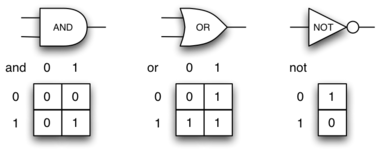 AND OR NOT
and 0 1 or 0 1 not
0 0 0 0 0 1 0 1
1 0 1 1 1 1 1 0